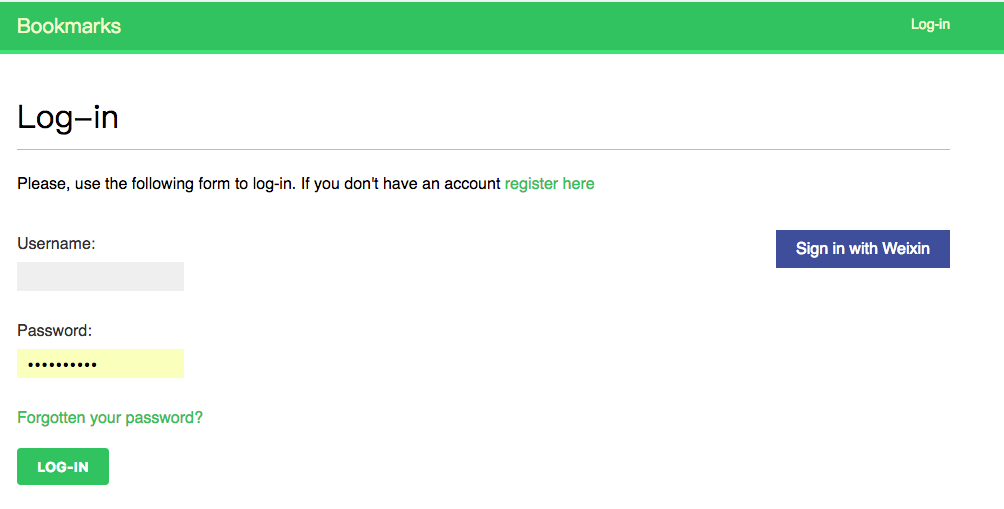 Bookmarks
Log-in
Log-in
Please, use the following form to log-in. If you don't have an account register here
Username:
Sign in with Weixin
Password:
••••••••••
Forgotten your password?
LOG-IN